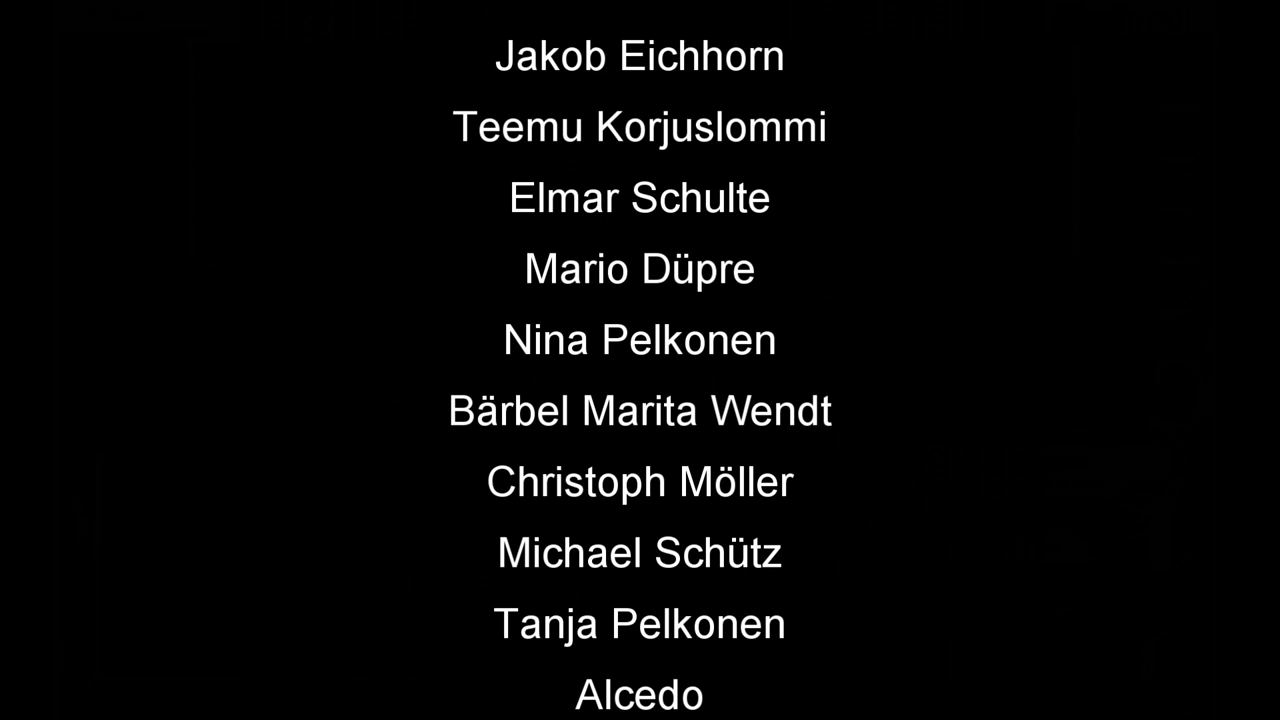 Jakob Eichhorn
Teemu Korjuslommi
Elmar Schulte
Mario Düpre
Nina Pelkonen
Bärbel Marita Wendt
Christoph Möller
Michael Schütz
Tanja Pelkonen
Alcedo